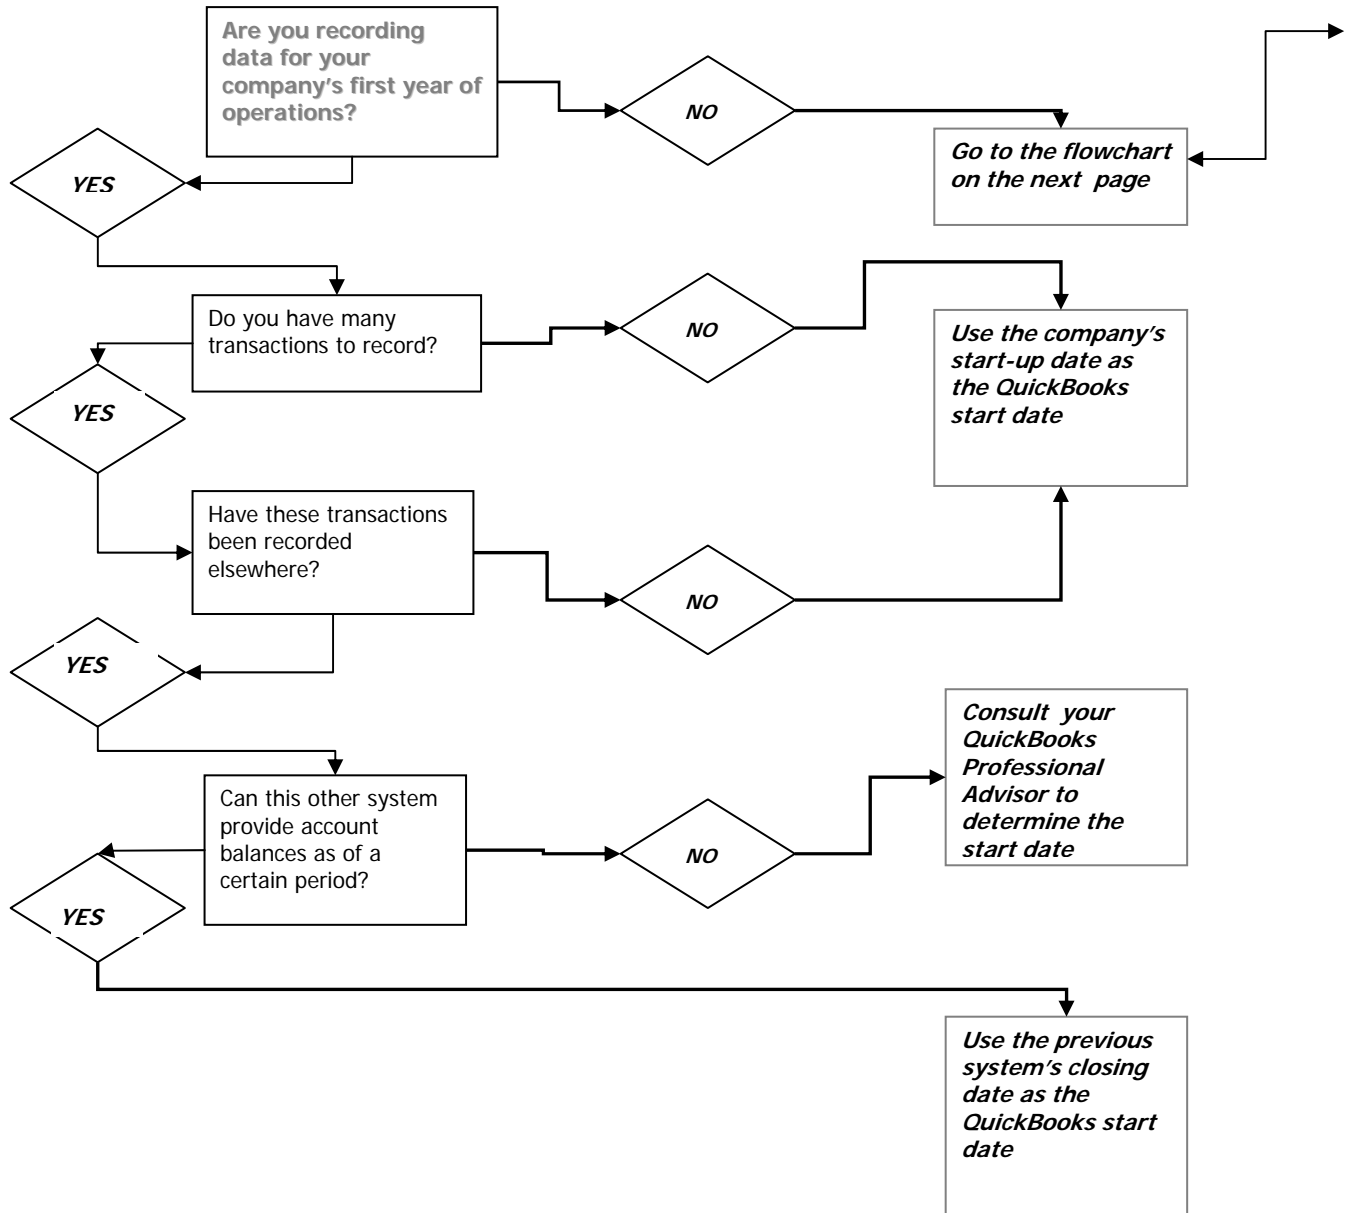 Are you recording
data for your
company's first year of
operations?
NO
Go to the flowchart
on the next page
YES
Do you have many
transactions to record?
NO
Use the company's
start-up date as
the QuickBooks
start date
YES
Have these transactions
been recorded
elsewhere?
NO
YES
Consult your
QuickBooks
Professional
Advisor to
determine the
start date
Can this other system
provide account
balances as of a
certain period?
NO
YES
Use the previous
system's closing
date as the
QuickBooks start
date